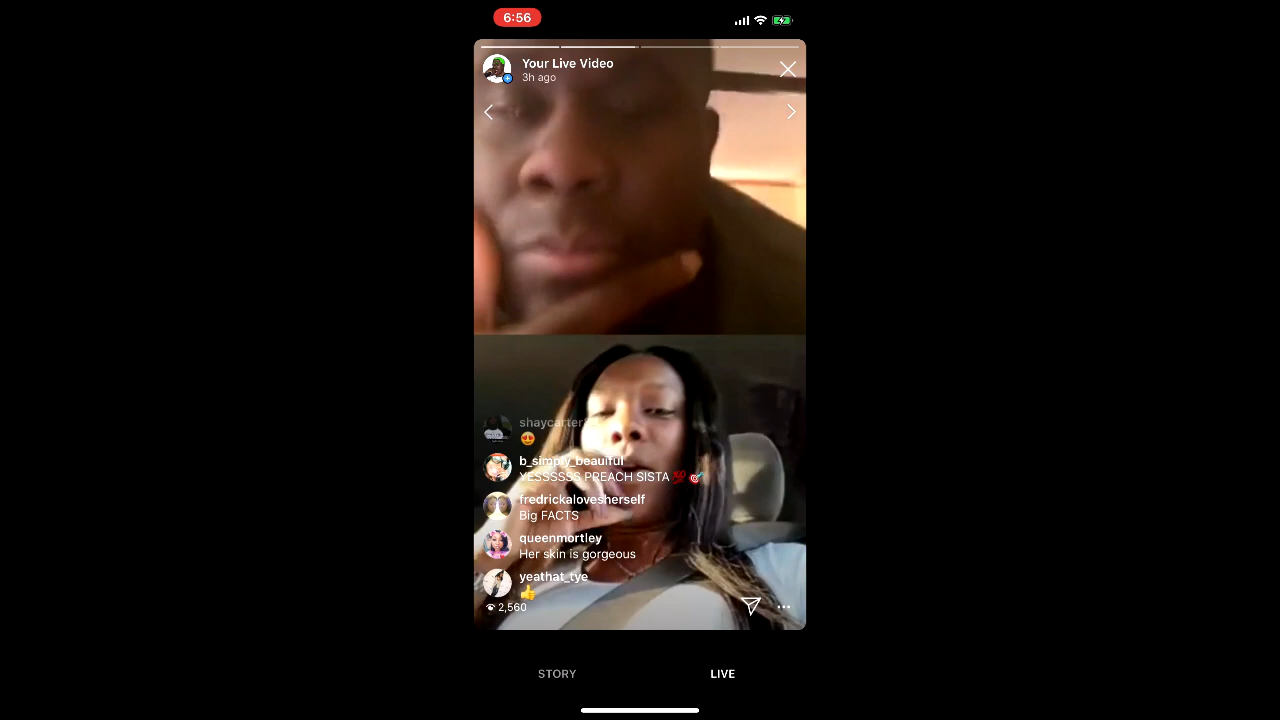 6:56
Your Live Video
3h ago
shaycarter
😍
b_simply_beauiful
YESSSSSS PREACH SISTA 💯 🎯
fredrickalovesherself
Big FACTS
queenmortley
Her skin is gorgeous
yeathat_tye
👍
2,560
STORY
LIVE